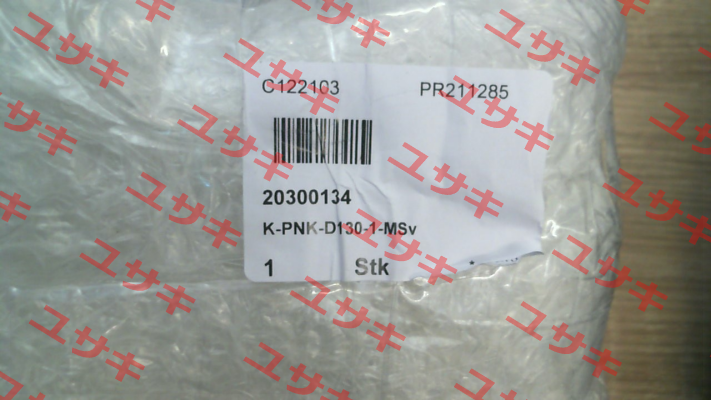 C122103 PR211285
20300134
K-PNK-D130-1-MSv
1 Stk
ユサキ